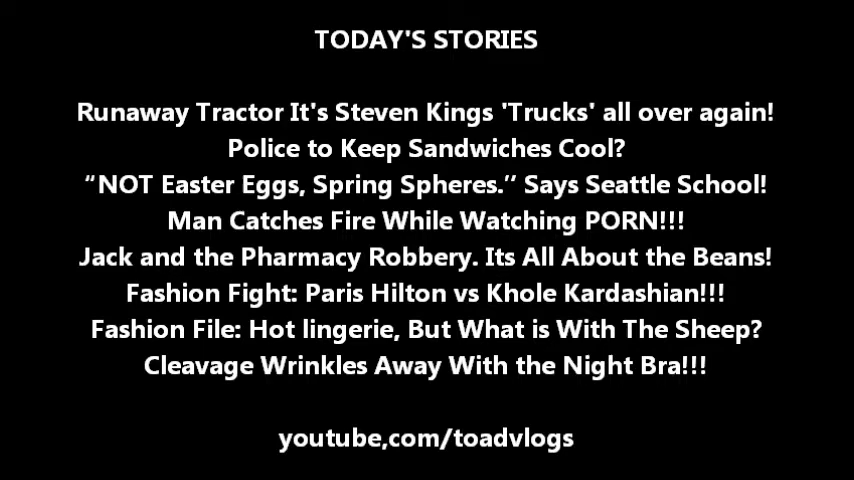 TODAY'S STORIES
Runaway Tractor It's Steven Kings 'Trucks' all over again!
Police to Keep Sandwiches Cool?
“NOT Easter Eggs, Spring Spheres.” Says Seattle School!
Man Catches Fire While Watching PORN!!!
Jack and the Pharmacy Robbery. Its All About the Beans!
Fashion Fight: Paris Hilton vs Khole Kardashian!!!
Fashion File: Hot lingerie, But What is With The Sheep?
Cleavage Wrinkles Away With the Night Bra!!!
youtube,com/toadvlogs